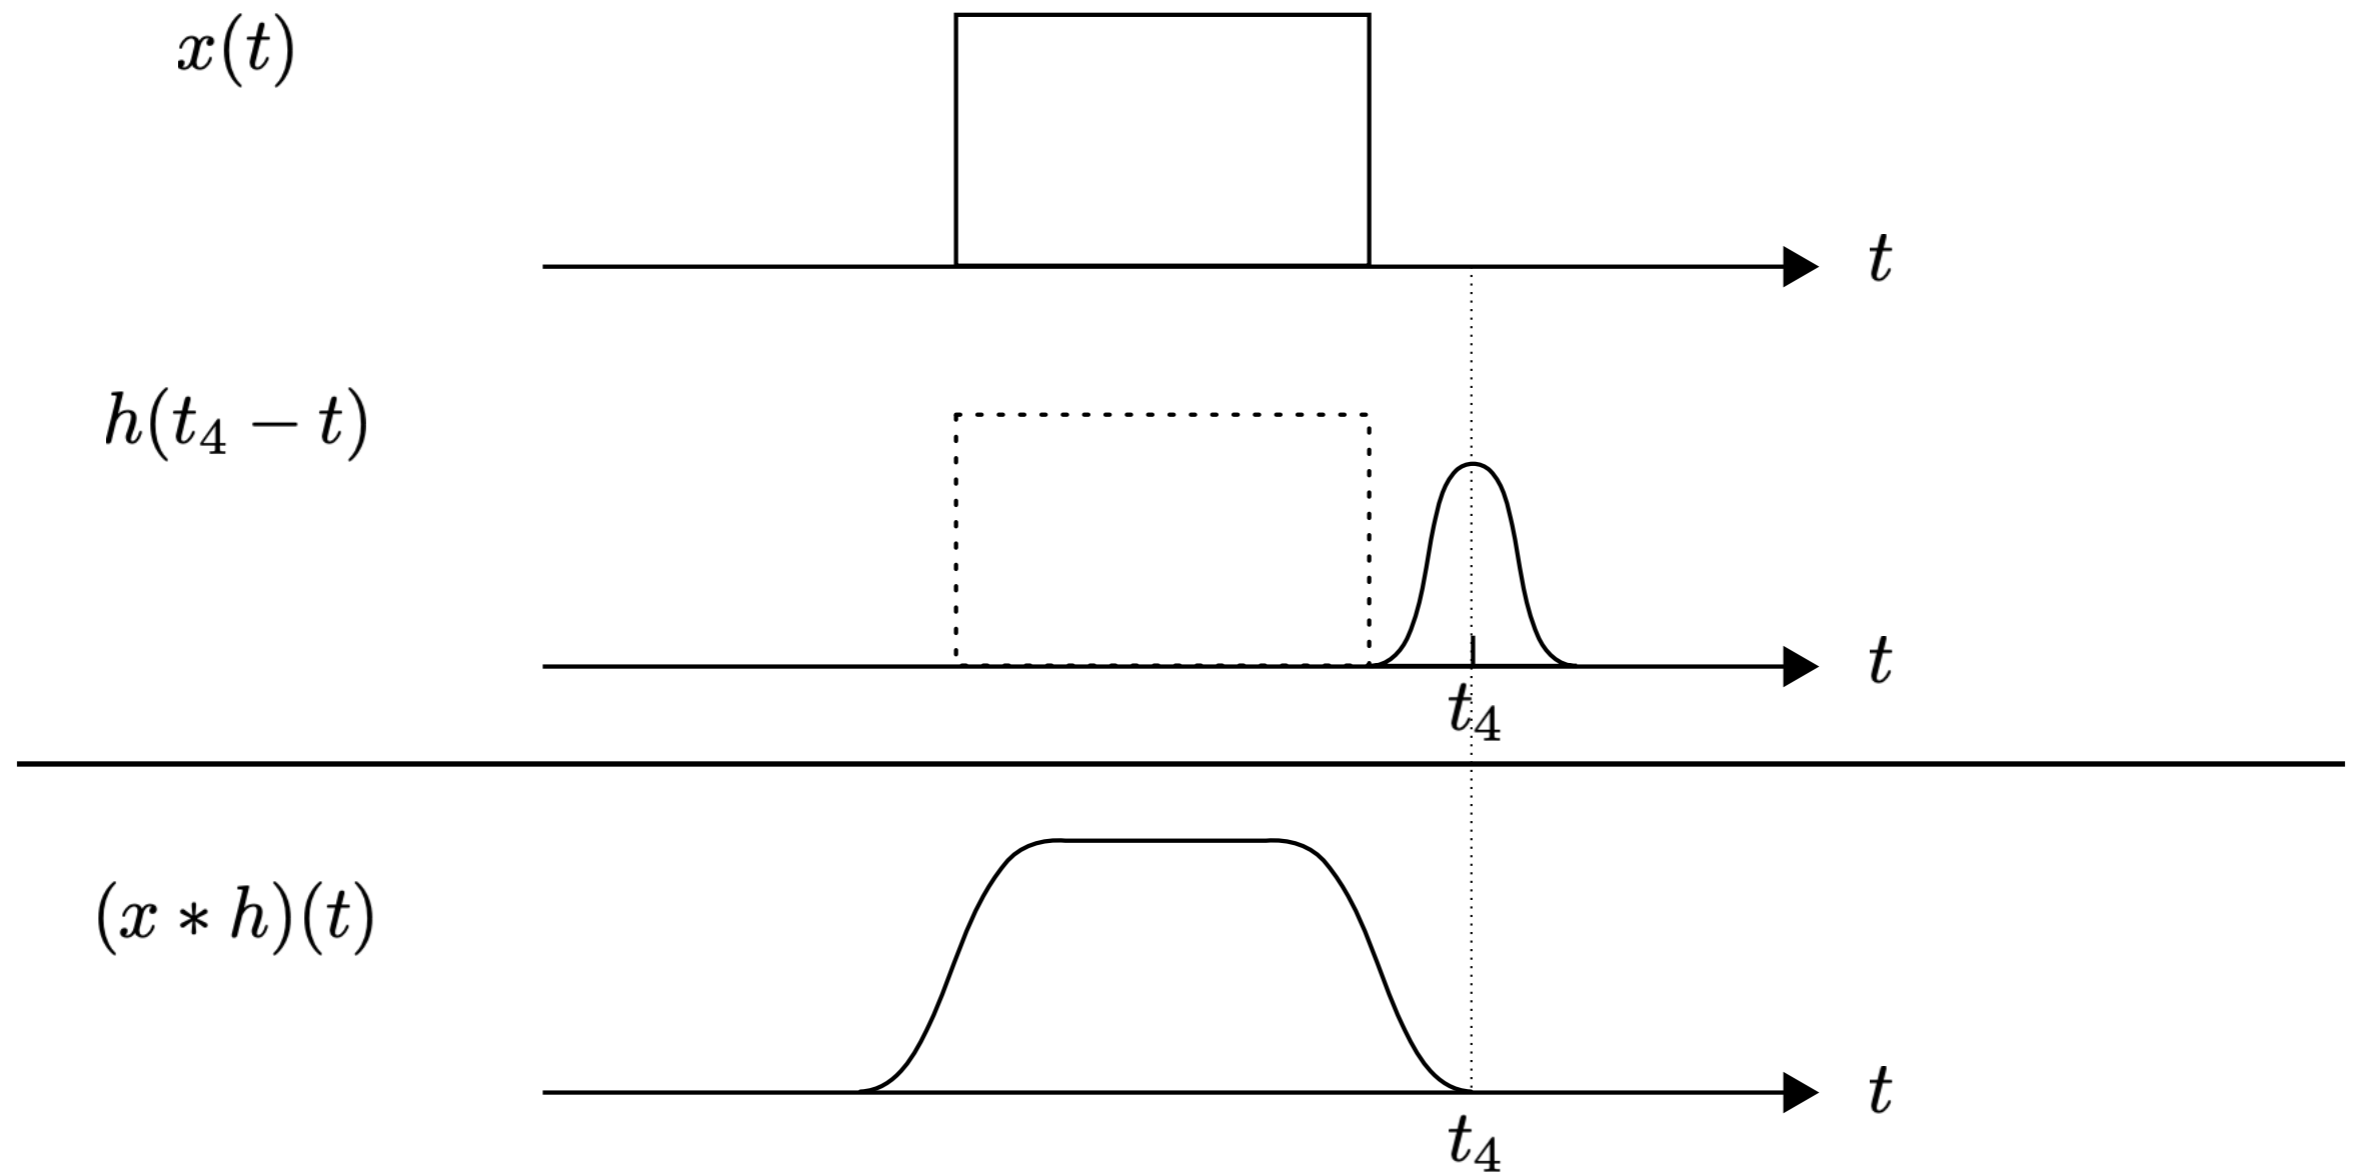 x(t)
t
h(t₄ − t)
t
t₄
(x ∗ h)(t)
t
t₄